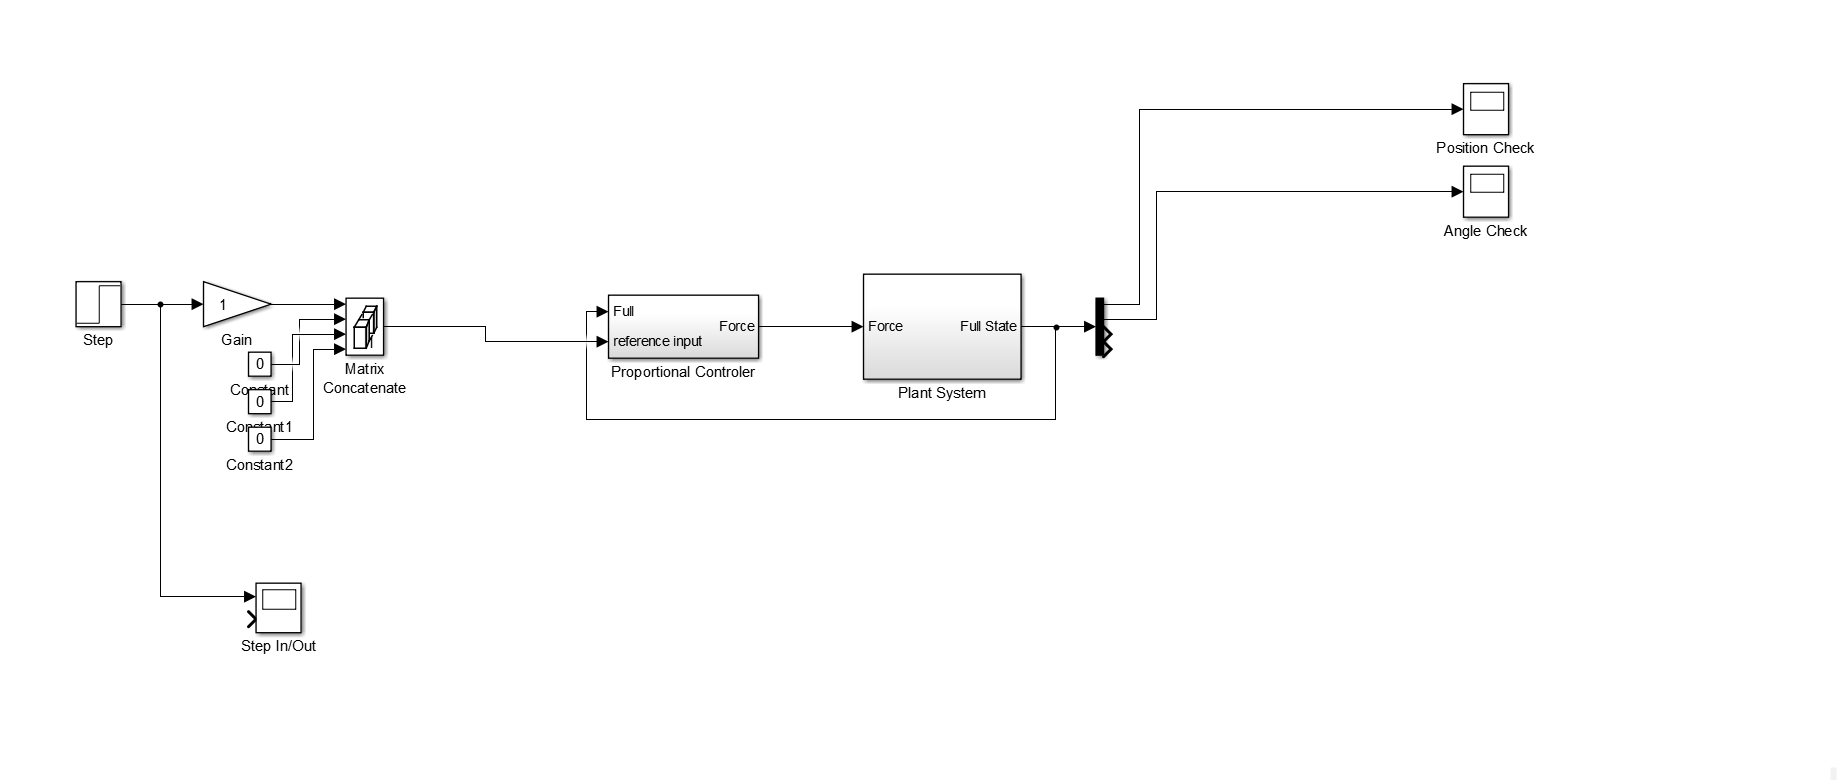 Position Check
Angle Check
Step
1
Gain
0
Constant
0
Constant1
0
Constant2
Matrix
Concatenate
Full
reference input
Force
Proportional Controler
Force
Full State
Plant System
Step In/Out